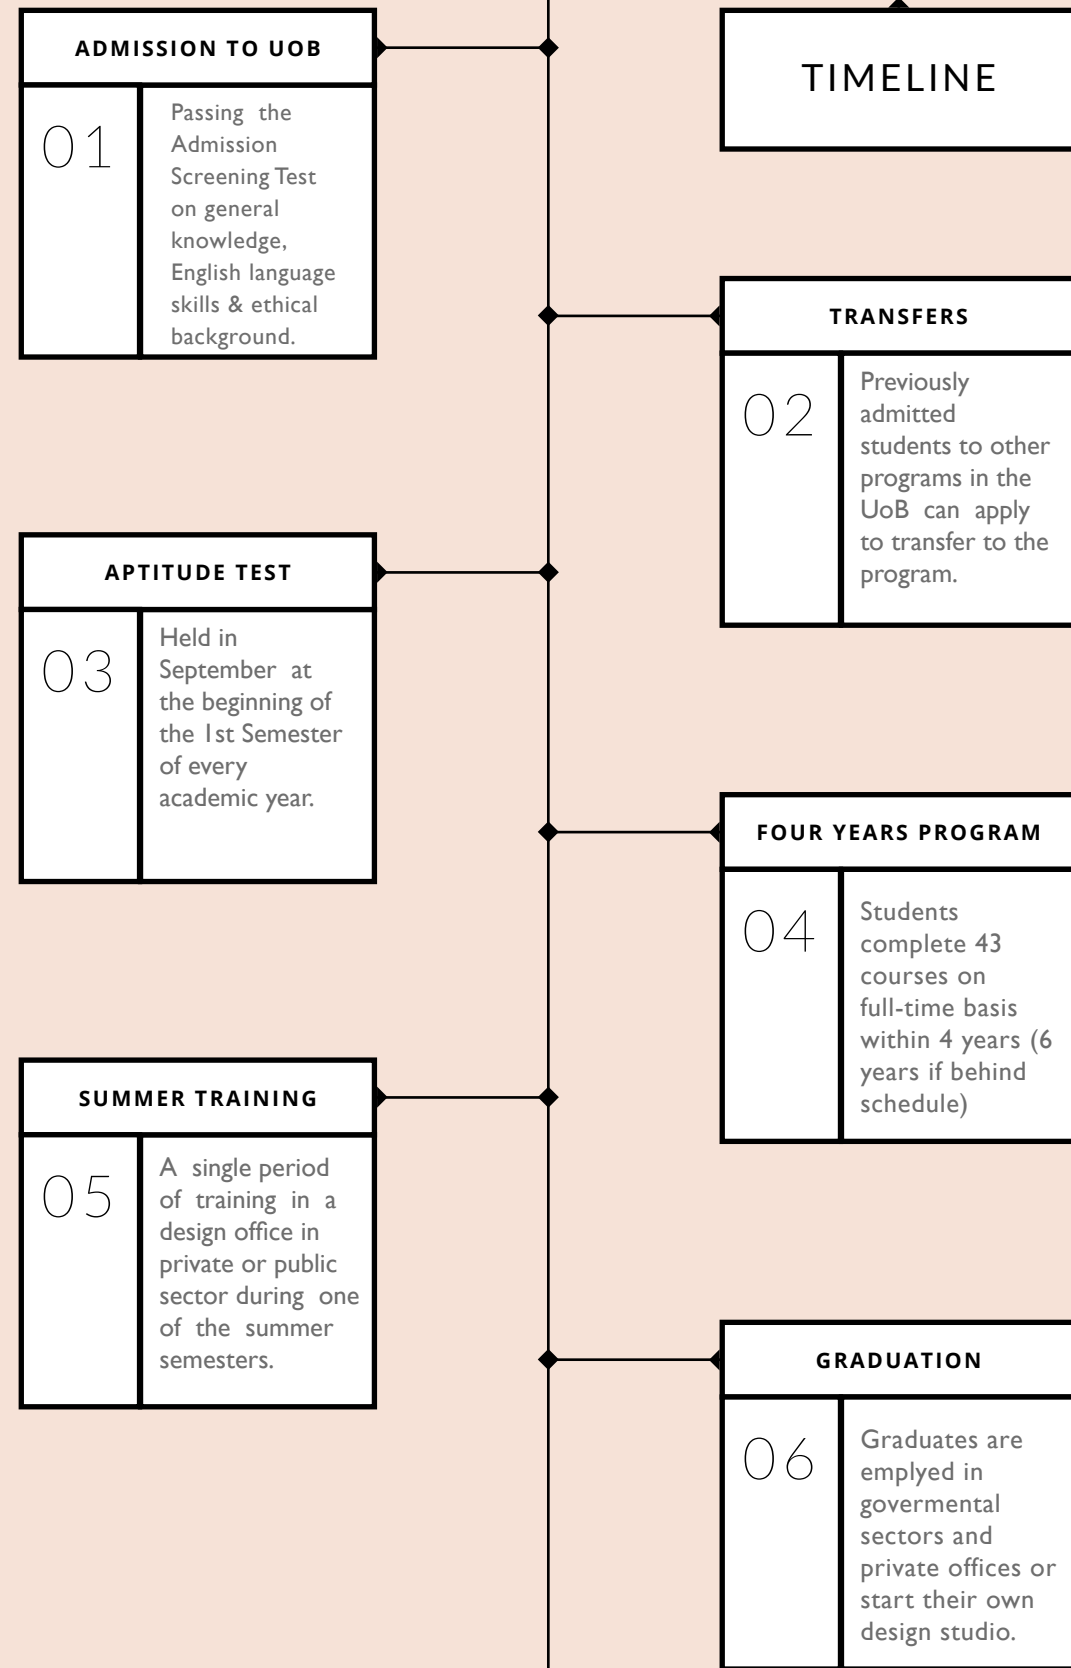 TIMELINE
ADMISSION TO UOB
01
Passing the
Admission
Screening Test
on general
knowledge,
English language
skills & ethical
background.
TRANSFERS
02
Previously
admitted
students to other
programs in the
UoB can apply
to transfer to the
program.
APTITUDE TEST
03
Held in
September at
the beginning of
the 1st Semester
of every
academic year.
FOUR YEARS PROGRAM
04
Students
complete 43
courses on
full-time basis
within 4 years (6
years if behind
schedule)
SUMMER TRAINING
05
A single period
of training in a
design office in
private or public
sector during one
of the summer
semesters.
GRADUATION
06
Graduates are
emplyed in
govermental
sectors and
private offices or
start their own
design studio.